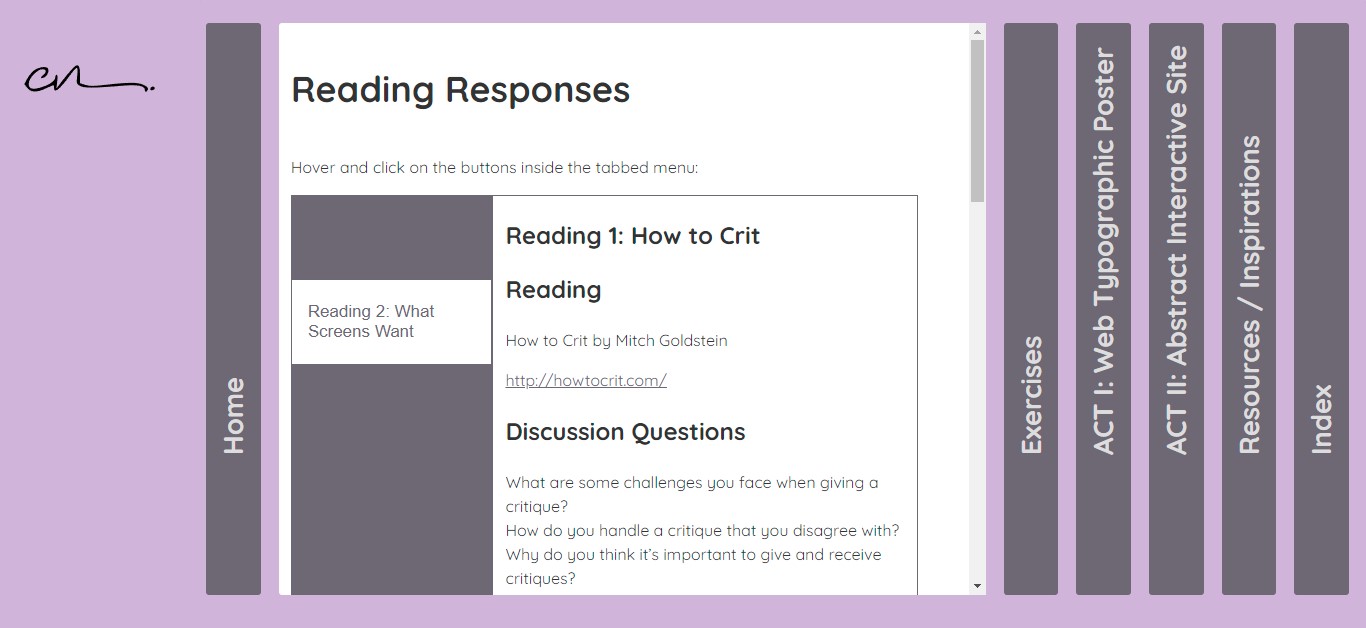 Home
Reading Responses
Hover and click on the buttons inside the tabbed menu:
Reading 2: What
Screens Want
Reading 1: How to Crit
Reading
How to Crit by Mitch Goldstein
http://howtocrit.com/
Discussion Questions
What are some challenges you face when giving a
critique?
How do you handle a critique that you disagree with?
Why do you think it’s important to give and receive
critiques?
Exercises
ACT I: Web Typographic Poster
ACT II: Abstract Interactive Site
Resources / Inspirations
Index